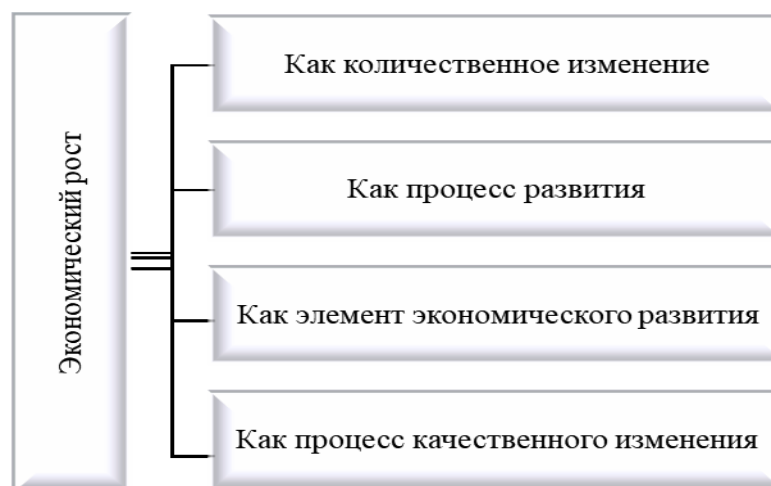 Экономический рост
Как количественное изменение
Как процесс развития
Как элемент экономического развития
Как процесс качественного изменения